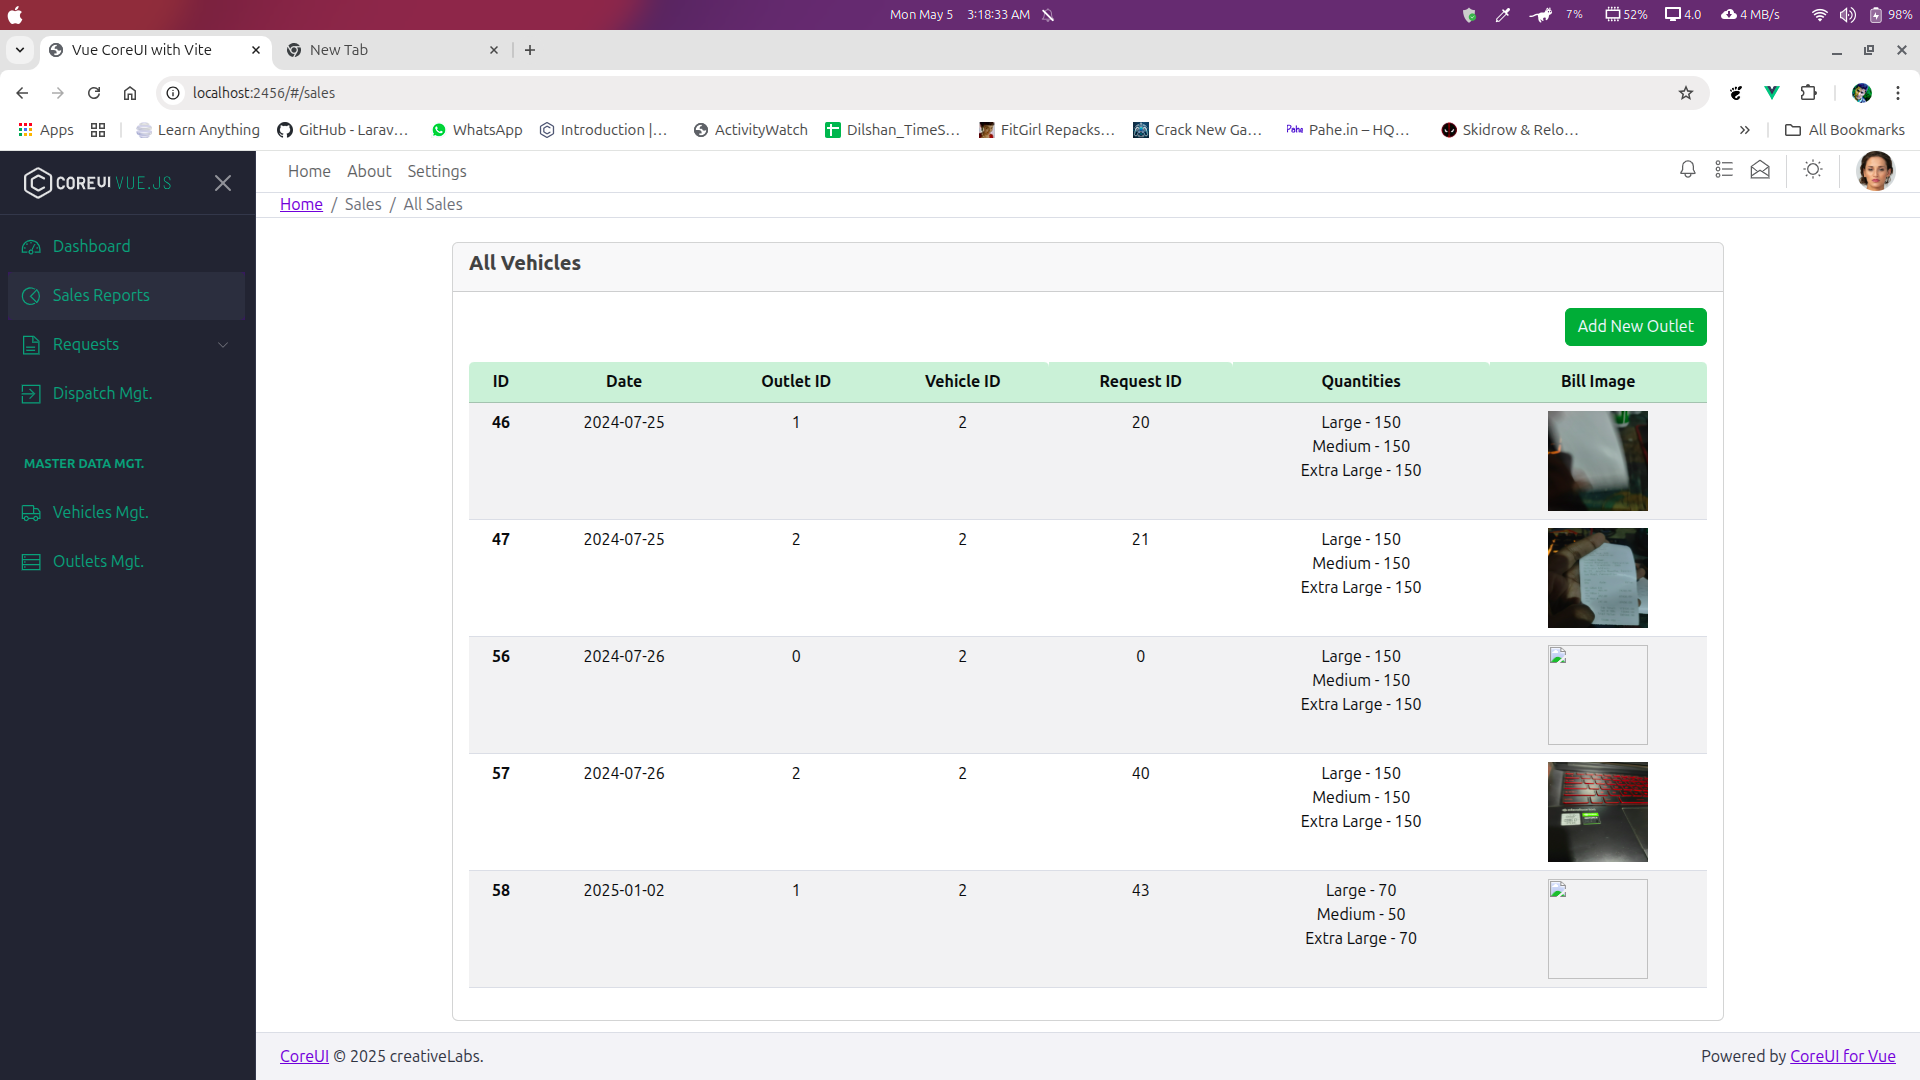 Mon May 5 3:18:33 AM 7% 52% 4.0 4 MB/s 98%
Vue CoreUI with Vite New Tab
localhost:2456/#/sales
Apps Learn Anything GitHub - Larav… WhatsApp Introduction |… ActivityWatch Dilshan_TimeS… FitGirl Repacks… Crack New Ga… Pahe Pahe.in – HQ… Skidrow & Relo… All Bookmarks
COREUI VUE.JS
Home About Settings
Home / Sales / All Sales
Dashboard
Sales Reports
Requests
Dispatch Mgt.
MASTER DATA MGT.
Vehicles Mgt.
Outlets Mgt.
All Vehicles
Add New Outlet
ID Date Outlet ID Vehicle ID Request ID Quantities Bill Image
46 2024-07-25 1 2 20 Large - 150
Medium - 150
Extra Large - 150
47 2024-07-25 2 2 21 Large - 150
Medium - 150
Extra Large - 150
56 2024-07-26 0 2 0 Large - 150
Medium - 150
Extra Large - 150
57 2024-07-26 2 2 40 Large - 150
Medium - 150
Extra Large - 150
58 2025-01-02 1 2 43 Large - 70
Medium - 50
Extra Large - 70
CoreUI © 2025 creativeLabs. Powered by CoreUI for Vue